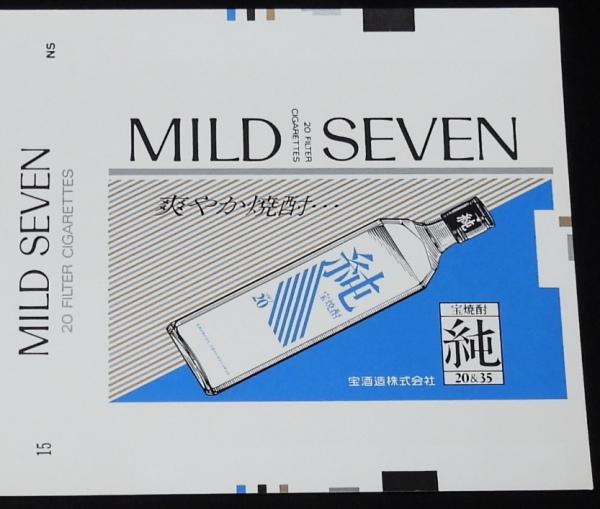 NS
MILD SEVEN
20 FILTER CIGARETTES
15
MILD SEVEN
20 FILTER
CIGARETTES
爽やか焼酎…
純
純
宝焼酎
20
宝焼酎
純
20&35
宝酒造株式会社